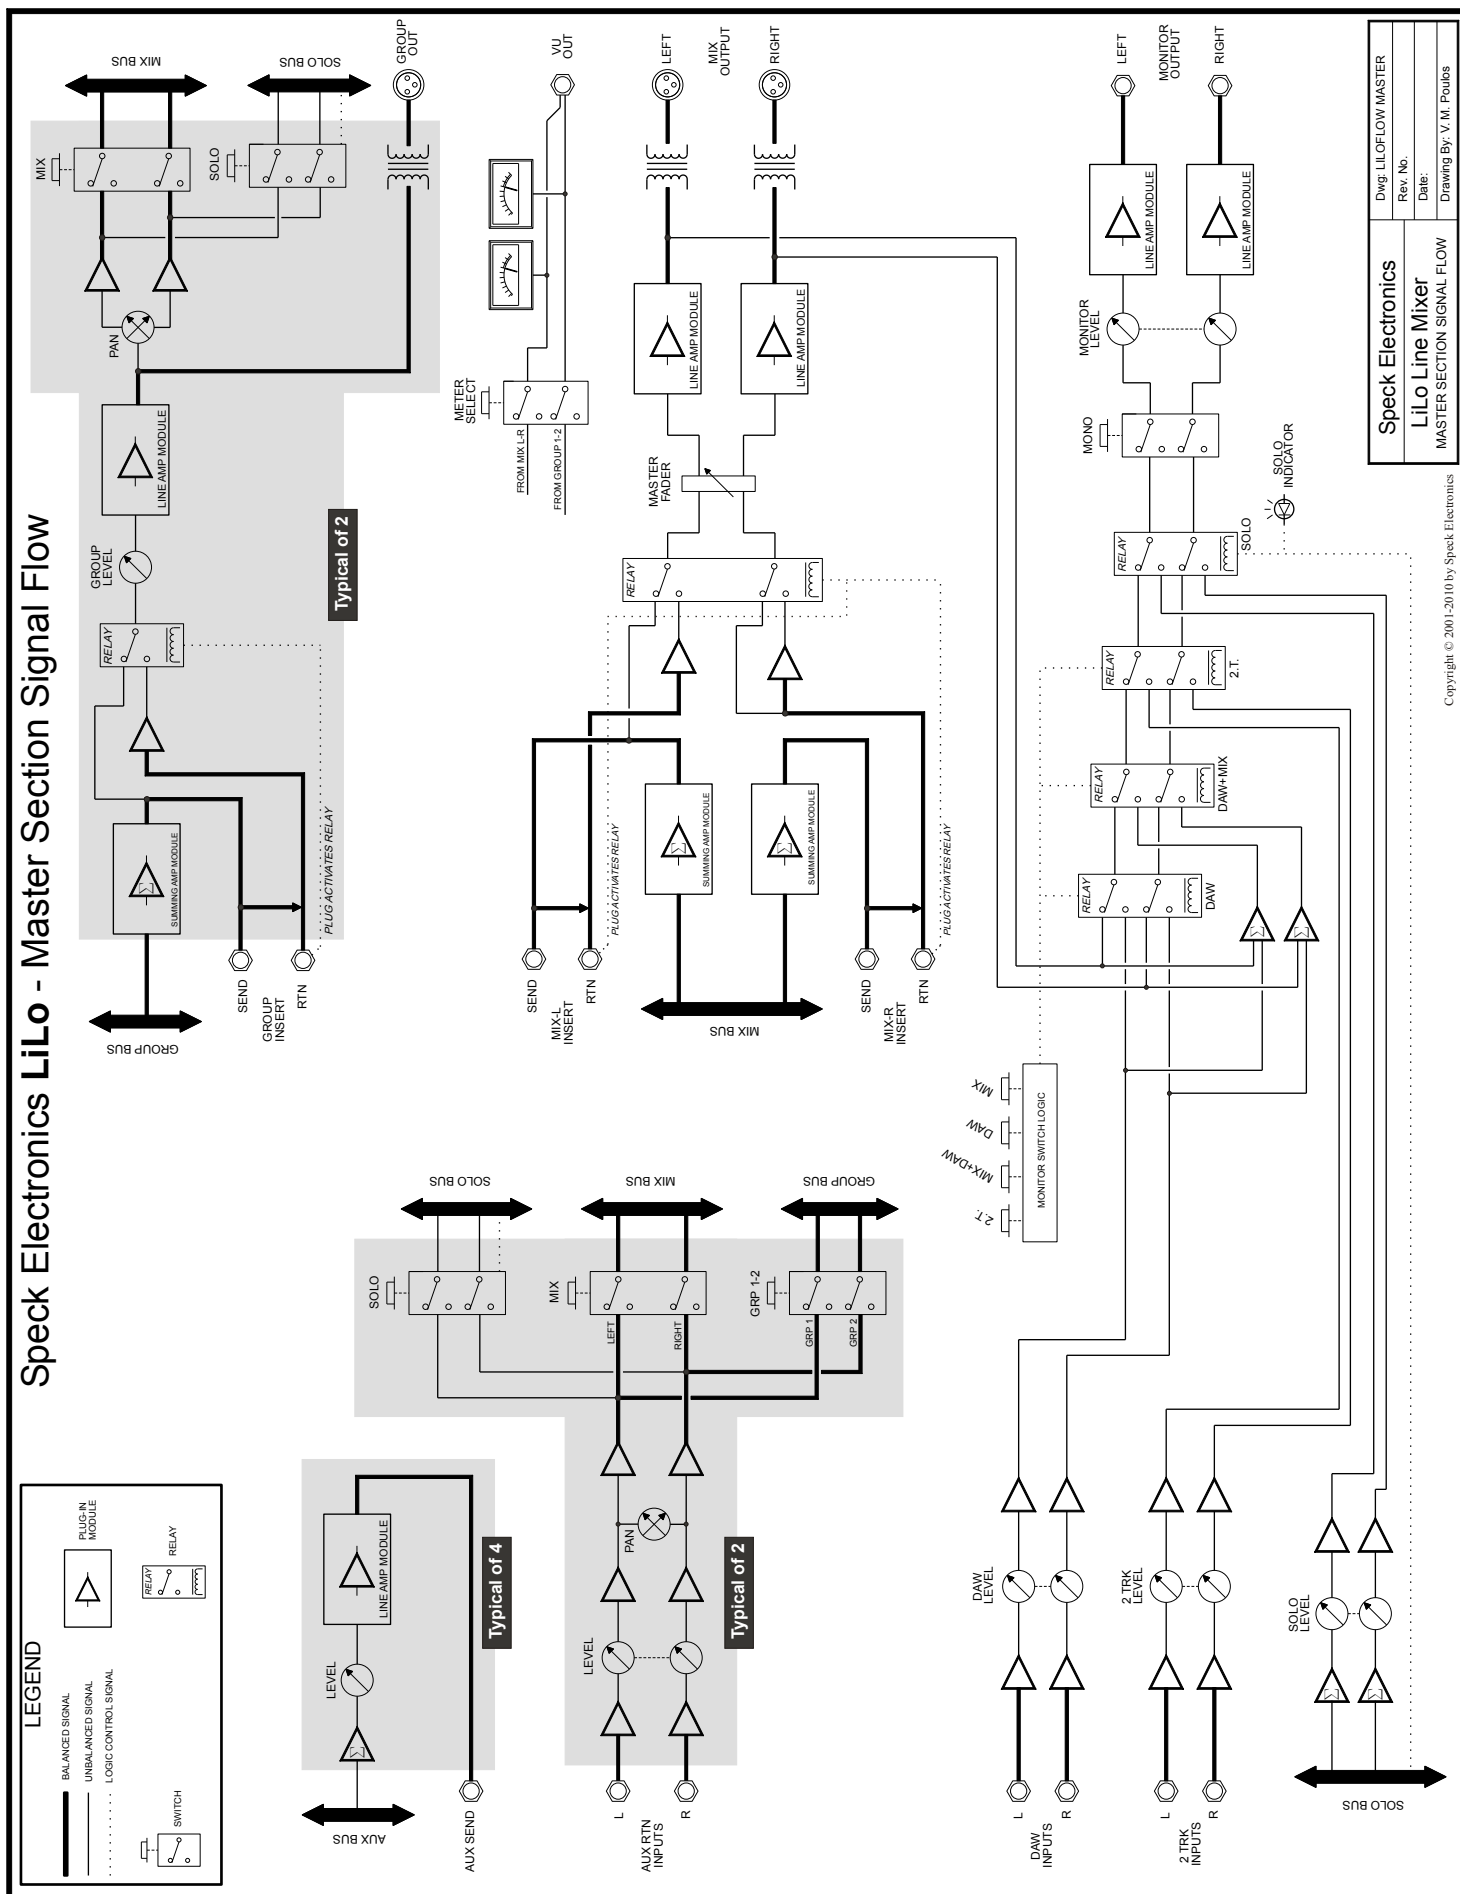 Speck Electronics LiLo - Master Section Signal Flow
LEGEND
BALANCED SIGNAL
UNBALANCED SIGNAL
LOGIC CONTROL SIGNAL
SWITCH
PLUG-IN
MODULE
RELAY
RELAY
AUX BUS
LEVEL
LINE AMP MODULE
AUX SEND
Typical of 4
AUX RTN
INPUTS
L
R
LEVEL
PAN
Typical of 2
LEFT
RIGHT
GRP 1
GRP 2
SOLO
MIX
GRP 1-2
SOLO BUS
MIX BUS
GROUP BUS
GROUP BUS
SEND
GROUP
INSERT
RTN
SUMMING AMP MODULE
PLUG ACTIVATES RELAY
RELAY
GROUP
LEVEL
LINE AMP MODULE
Typical of 2
PAN
MIX
SOLO
MIX BUS
SOLO BUS
GROUP
OUT
FROM MIX L-R
FROM GROUP 1-2
METER
SELECT
VU
OUT
SEND
MIX-L
INSERT
RTN
PLUG ACTIVATES RELAY
SUMMING AMP MODULE
MIX BUS
SUMMING AMP MODULE
SEND
MIX-R
INSERT
RTN
PLUG ACTIVATES RELAY
RELAY
MASTER
FADER
LINE AMP MODULE
LINE AMP MODULE
LEFT
MIX
OUTPUT
RIGHT
2.T.
MIX+DAW
DAW
MIX
MONITOR SWITCH LOGIC
DAW
INPUTS
L
R
DAW
LEVEL
2 TRK
INPUTS
L
R
2 TRK
LEVEL
SOLO BUS
SOLO
LEVEL
RELAY
DAW
RELAY
DAW+MIX
RELAY
2.T.
RELAY
SOLO
SOLO
INDICATOR
MONO
MONITOR
LEVEL
LINE AMP MODULE
LINE AMP MODULE
LEFT
MONITOR
OUTPUT
RIGHT
Speck Electronics
LiLo Line Mixer
MASTER SECTION SIGNAL FLOW
Dwg: LILOFLOW MASTER
Rev. No.
Date:
Drawing By: V. M. Poulos
Copyright © 2001-2010 by Speck Electronics